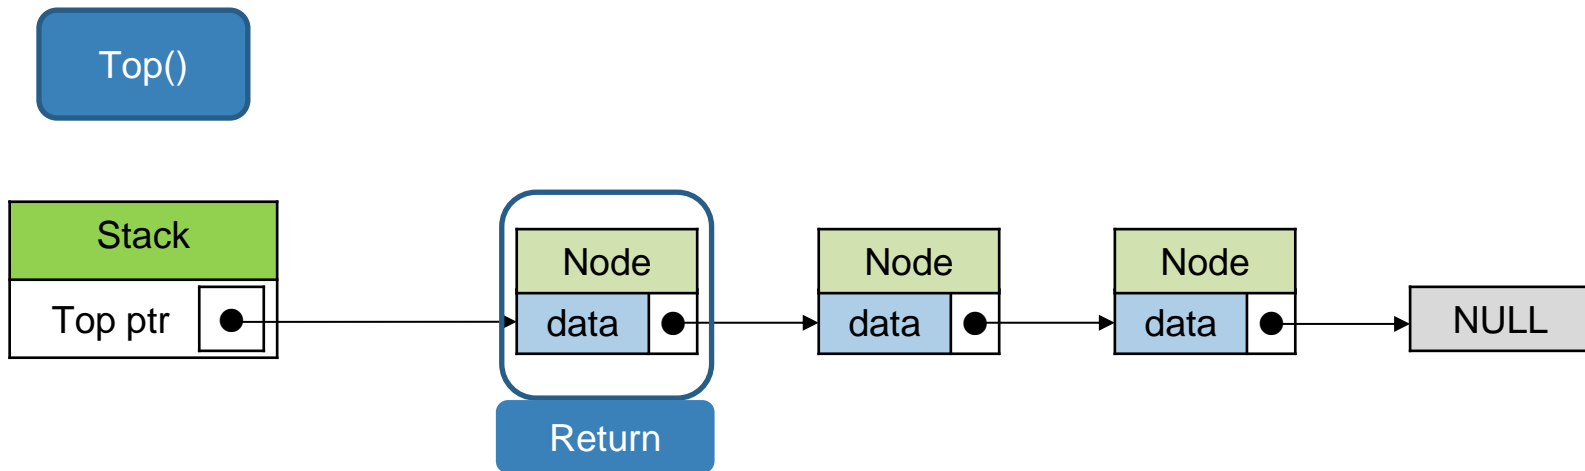 Top()
Stack
Top ptr
Node
data
Node
data
Node
data
NULL
Return